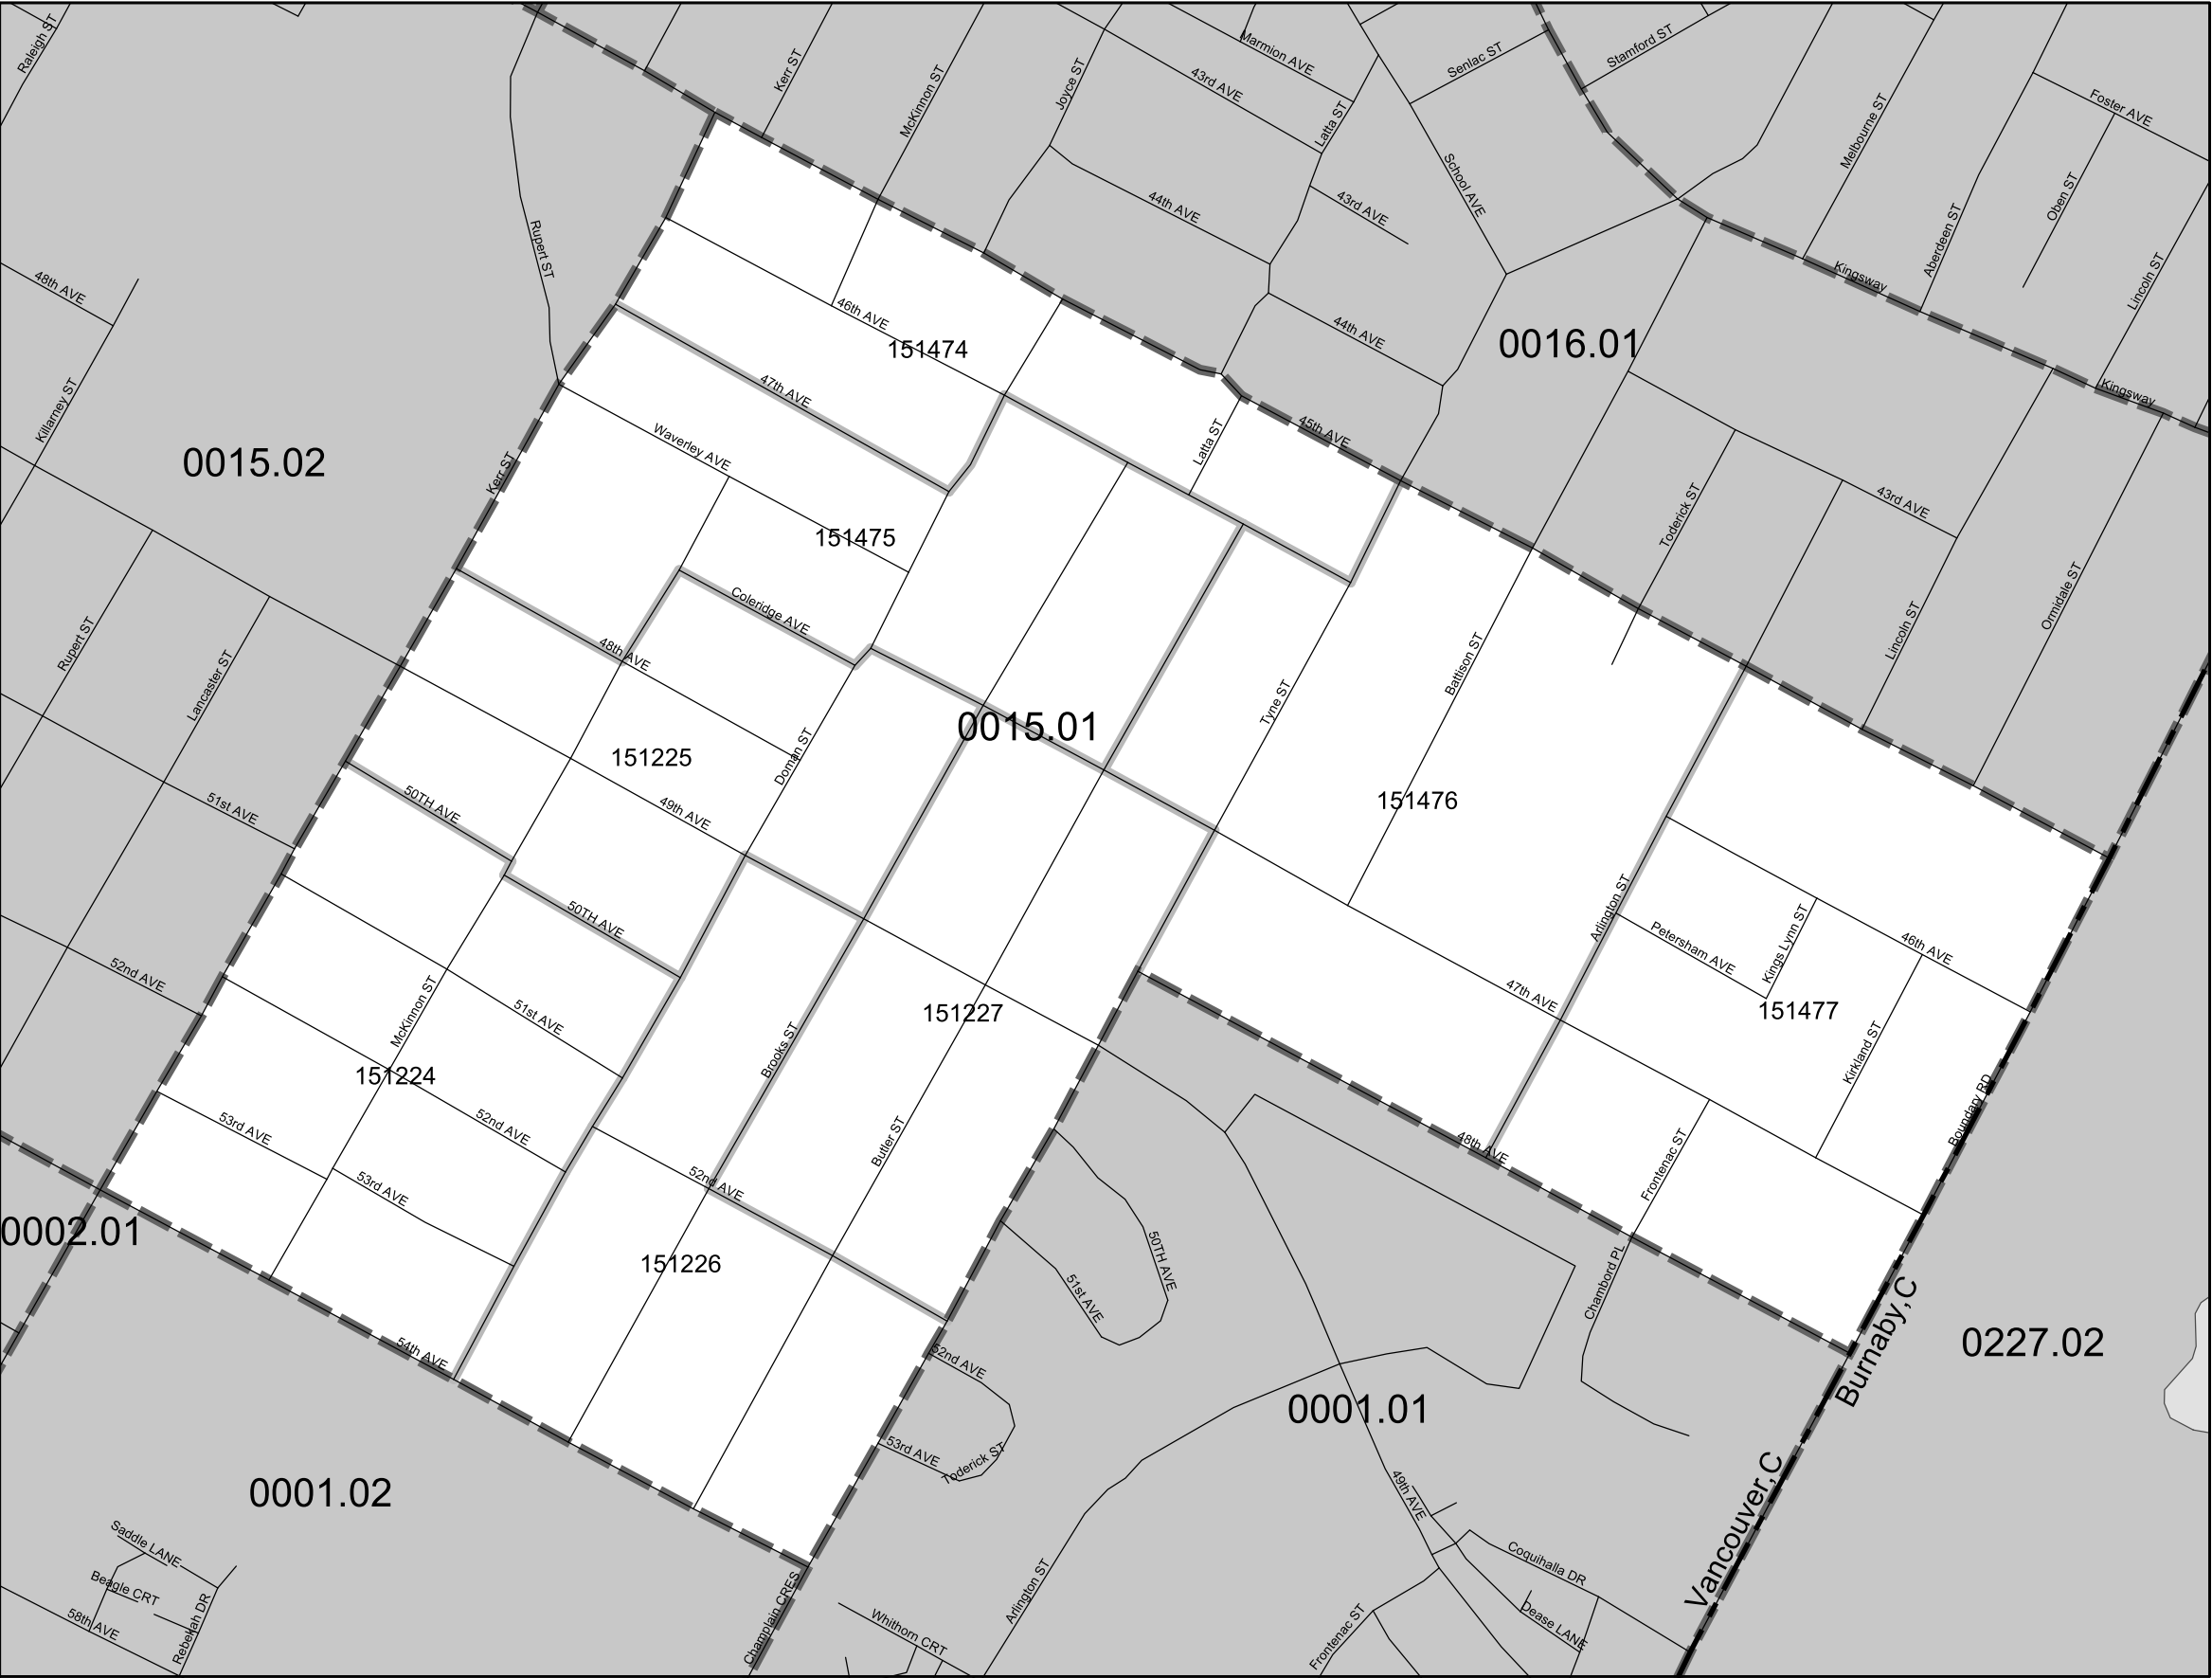 Raleigh ST
Kerr ST
McKinnon ST
Joyce ST
Marmion AVE
43rd AVE
Latta ST
Senlac ST
Stamford ST
Melbourne ST
Foster AVE
School AVE
44th AVE
43rd AVE
Oben ST
Aberdeen ST
Lincoln ST
Rupert ST
48th AVE
Kingsway
46th AVE
151474
44th AVE
0016.01
Kingsway
Killarney ST
47th AVE
0015.02
Kerr ST
Waverley AVE
Latta ST
45th AVE
Toderick ST
43rd AVE
151475
Coleridge AVE
Ormidale ST
Lincoln ST
Rupert ST
Lancaster ST
48th AVE
Battison ST
Tyne ST
0015.01
151225
Doman ST
51st AVE
50TH AVE
49th AVE
151476
50TH AVE
Arlington ST
Petersham AVE
Kings Lynn ST
46th AVE
52nd AVE
McKinnon ST
51st AVE
151227
47th AVE
151477
Brooks ST
Kirkland ST
151224
Boundary RD
53rd AVE
52nd AVE
Butler ST
48th AVE
Frontenac ST
53rd AVE
52nd AVE
0002.01
151226
50TH AVE
51st AVE
Chambord PL
Burnaby,C
0227.02
54th AVE
52nd AVE
0001.01
53rd AVE
Toderick ST
0001.02
49th AVE
Vancouver,C
Saddle LANE
Beagle CRT
58th AVE
Rebekah DR
Champlain CRES
Whithorn CRT
Arlington ST
Coquihalla DR
Dease LANE
Frontenac ST